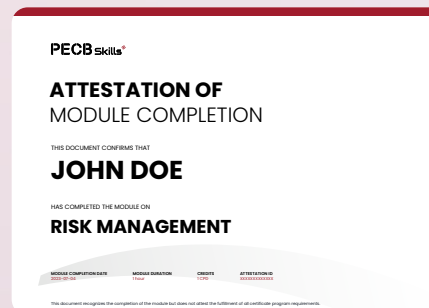 PECB Skills
ATTESTATION OF
MODULE COMPLETION
THIS DOCUMENT CONFIRMS THAT
JOHN DOE
HAS COMPLETED THE MODULE ON
RISK MANAGEMENT
MODULE COMPLETION DATE MODULE DURATION CREDITS ATTESTATION ID
1 hour 1 CPD
This document recognizes the completion of the module but does not attest the fulfillment of all certificate program requirements.